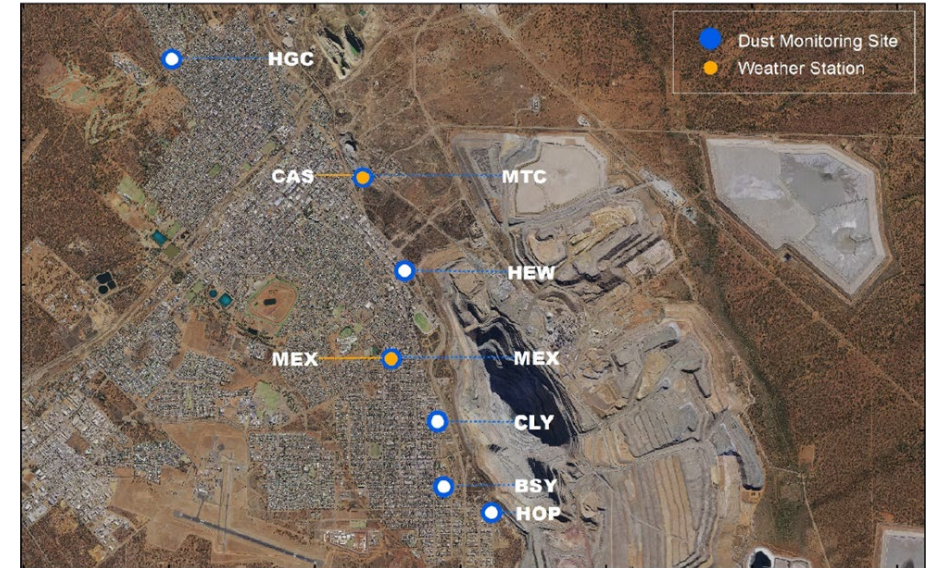 Dust Monitoring Site
Weather Station
HGC
CAS
MTC
HEW
MEX
MEX
CLY
BSY
HOP